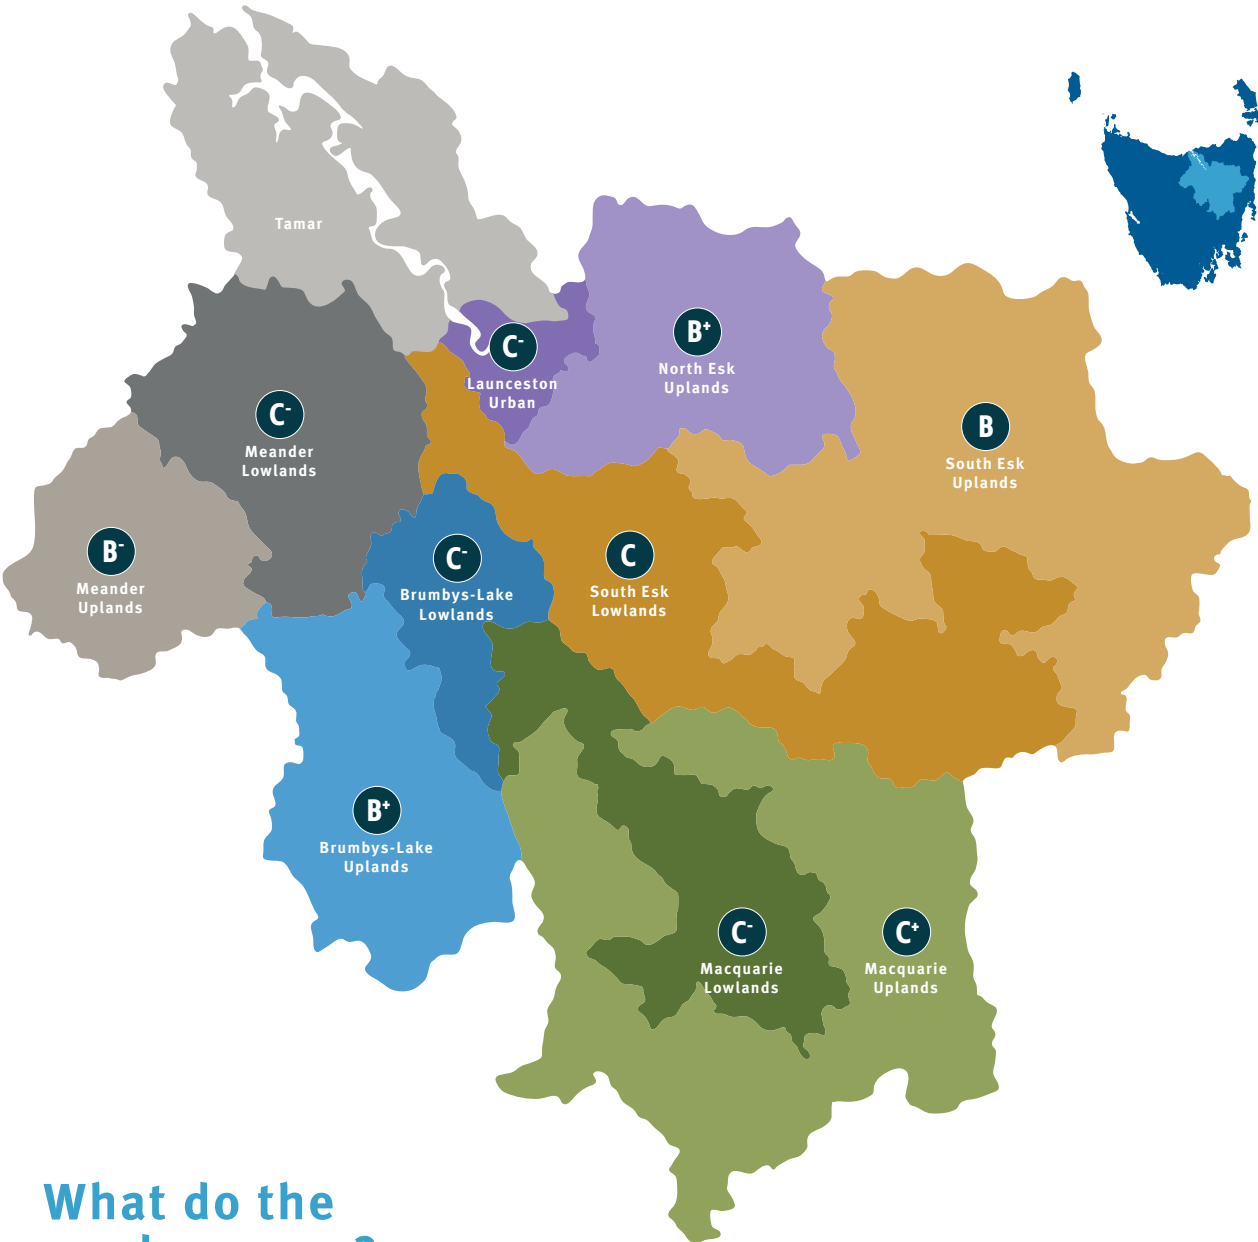 Tamar
C-
Launceston
Urban
B+
North Esk
Uplands
C-
Meander
Lowlands
B
South Esk
Uplands
B-
Meander
Uplands
C-
Brumbys-Lake
Lowlands
C
South Esk
Lowlands
B+
Brumbys-Lake
Uplands
C-
Macquarie
Lowlands
C+
Macquarie
Uplands
What do the